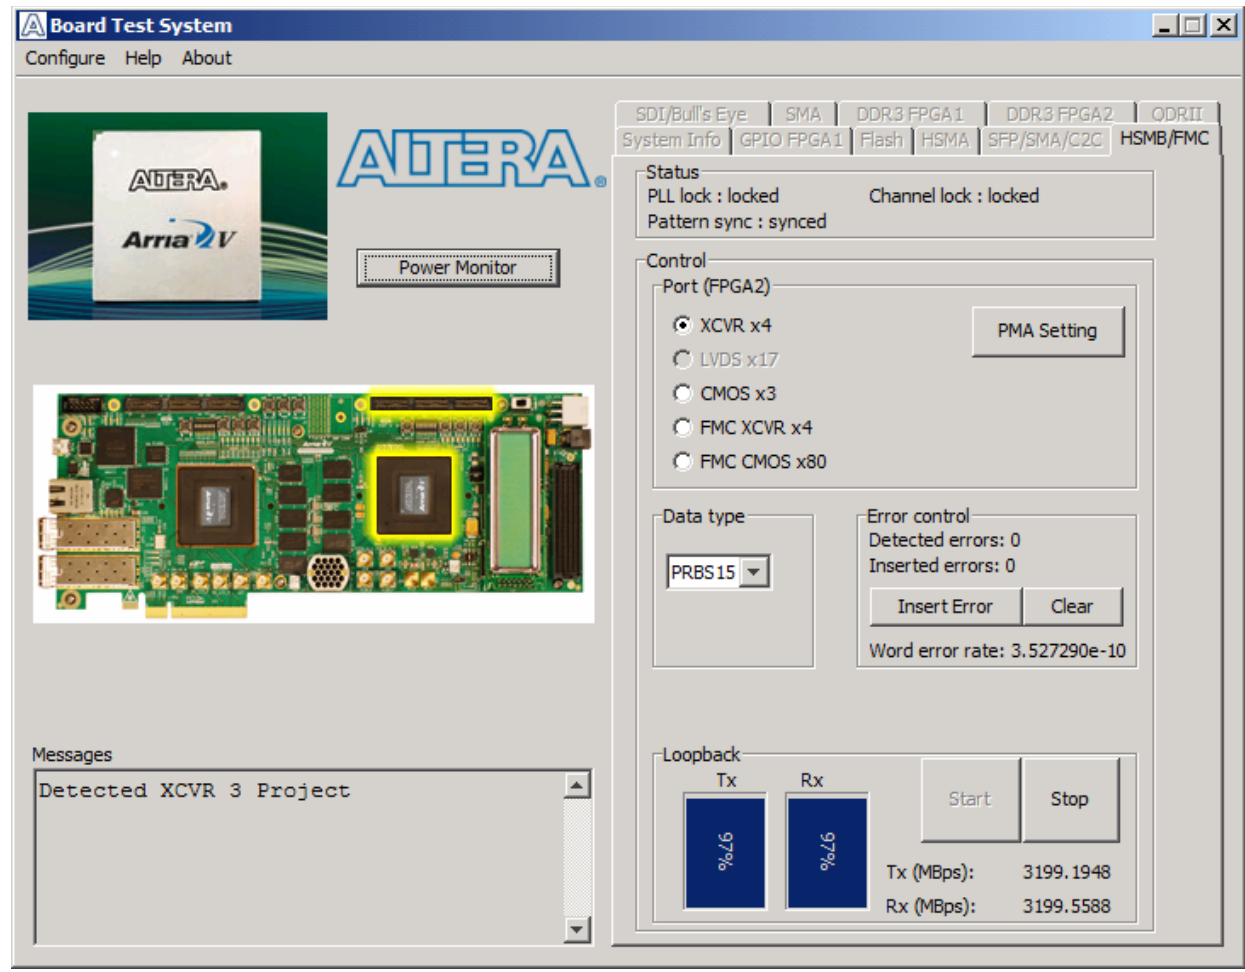 Board Test System
Configure Help About
ALTERA®
Arria V
ALTERA®
Power Monitor
SDI/Bull's Eye SMA DDR3 FPGA1 DDR3 FPGA2 QDRII
System Info GPIO FPGA1 Flash HSMA SFP/SMA/C2C HSMB/FMC
Status
PLL lock : locked Channel lock : locked
Pattern sync : synced
Control
Port (FPGA2)
XCVR x4
PMA Setting
LVDS x17
CMOS x3
FMC XCVR x4
FMC CMOS x80
Data type
PRBS15
Error control
Detected errors: 0
Inserted errors: 0
Insert Error Clear
Word error rate: 3.527290e-10
Messages
Detected XCVR 3 Project
Loopback
Tx Rx
97% 97%
Start Stop
Tx (MBps): 3199.1948
Rx (MBps): 3199.5588